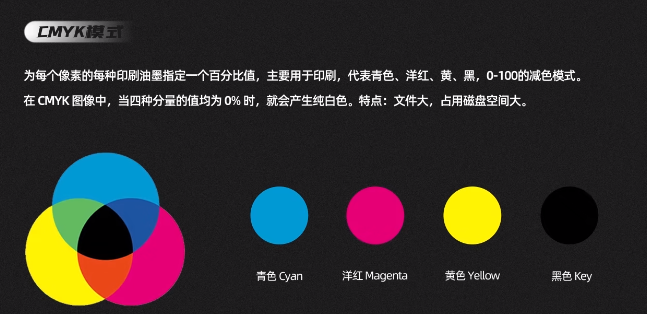 CMYK模式
为每个像素的每种印刷油墨指定一个百分比值，主要用于印刷，代表青色、洋红、黄、黑，0-100的减色模式。
在 CMYK 图像中，当四种分量的值均为 0% 时，就会产生纯白色。特点：文件大，占用磁盘空间大。
青色 Cyan
洋红 Magenta
黄色 Yellow
黑色 Key